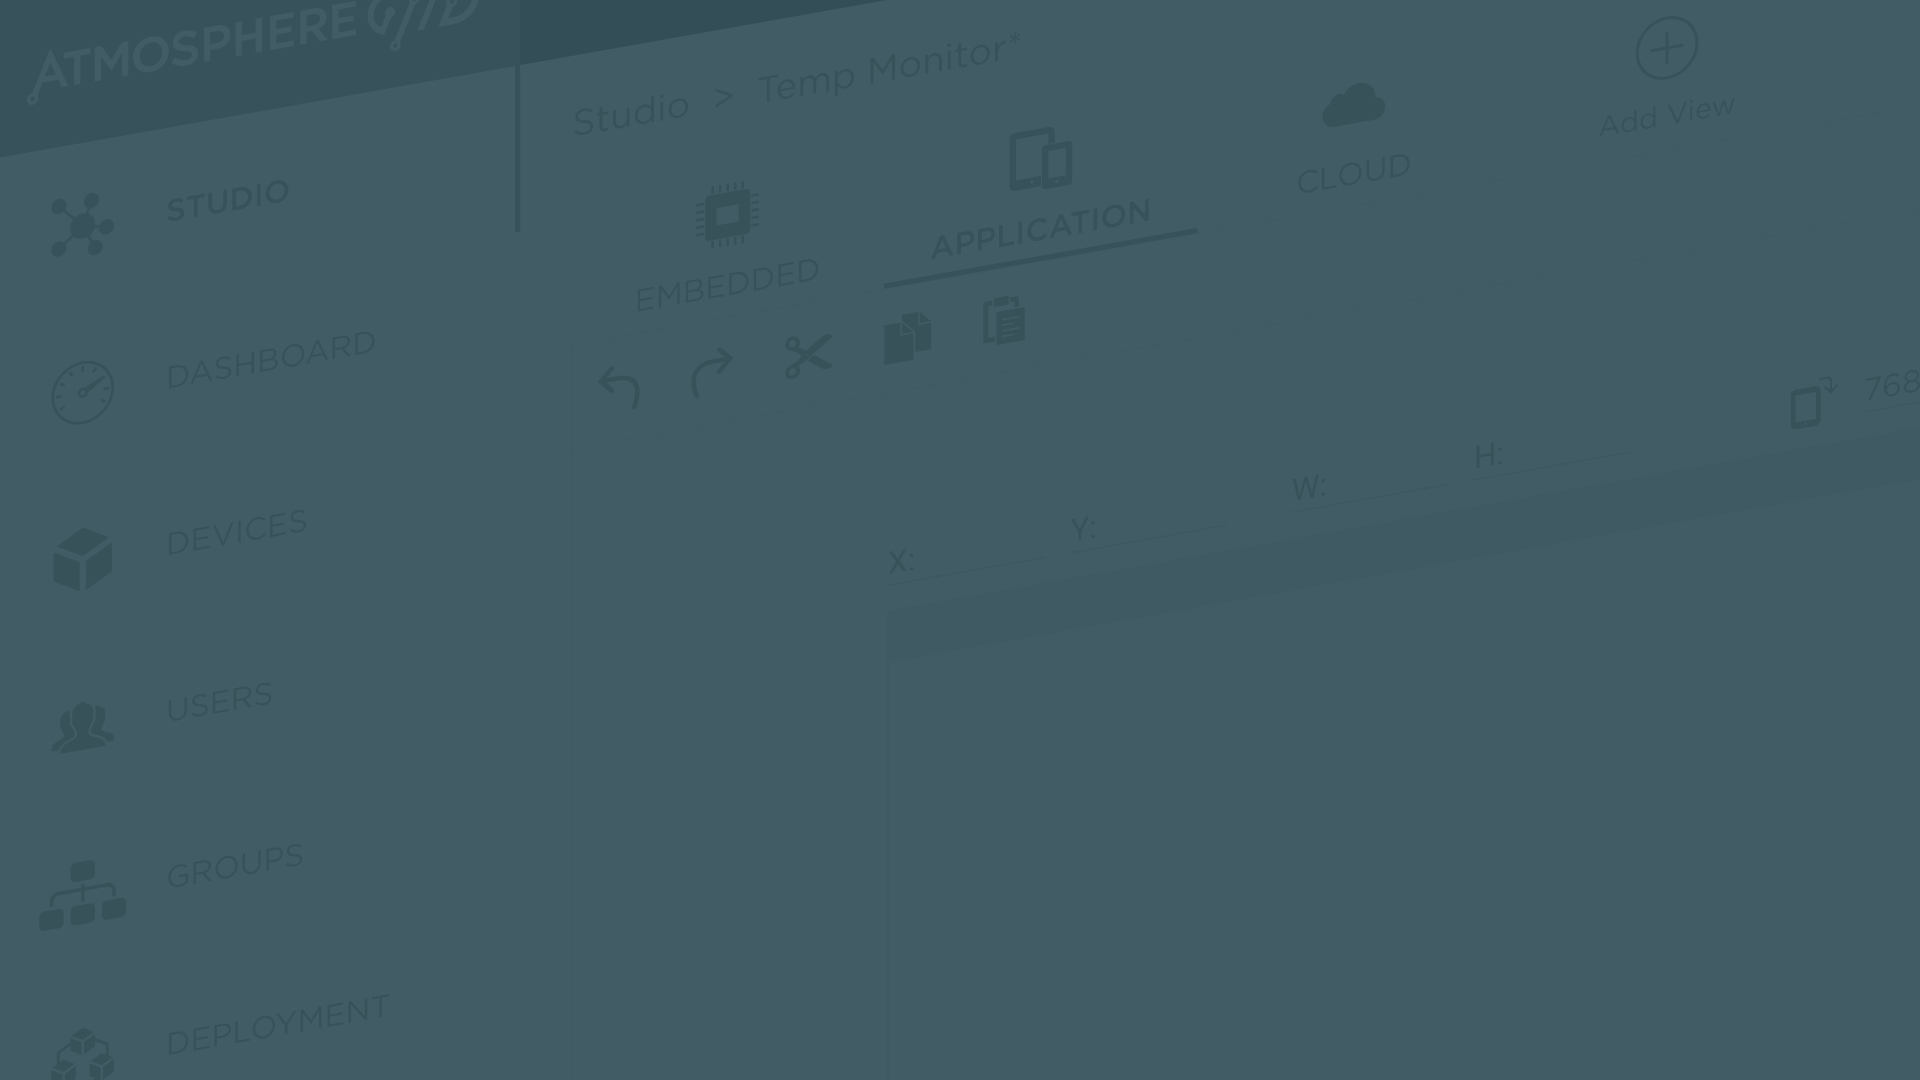 ATMOSPHERE
Studio > Temp Monitor*
Add View
STUDIO
EMBEDDED
APPLICATION
CLOUD
DASHBOARD
768
X:
Y:
W:
H:
DEVICES
USERS
GROUPS
DEPLOYMENT